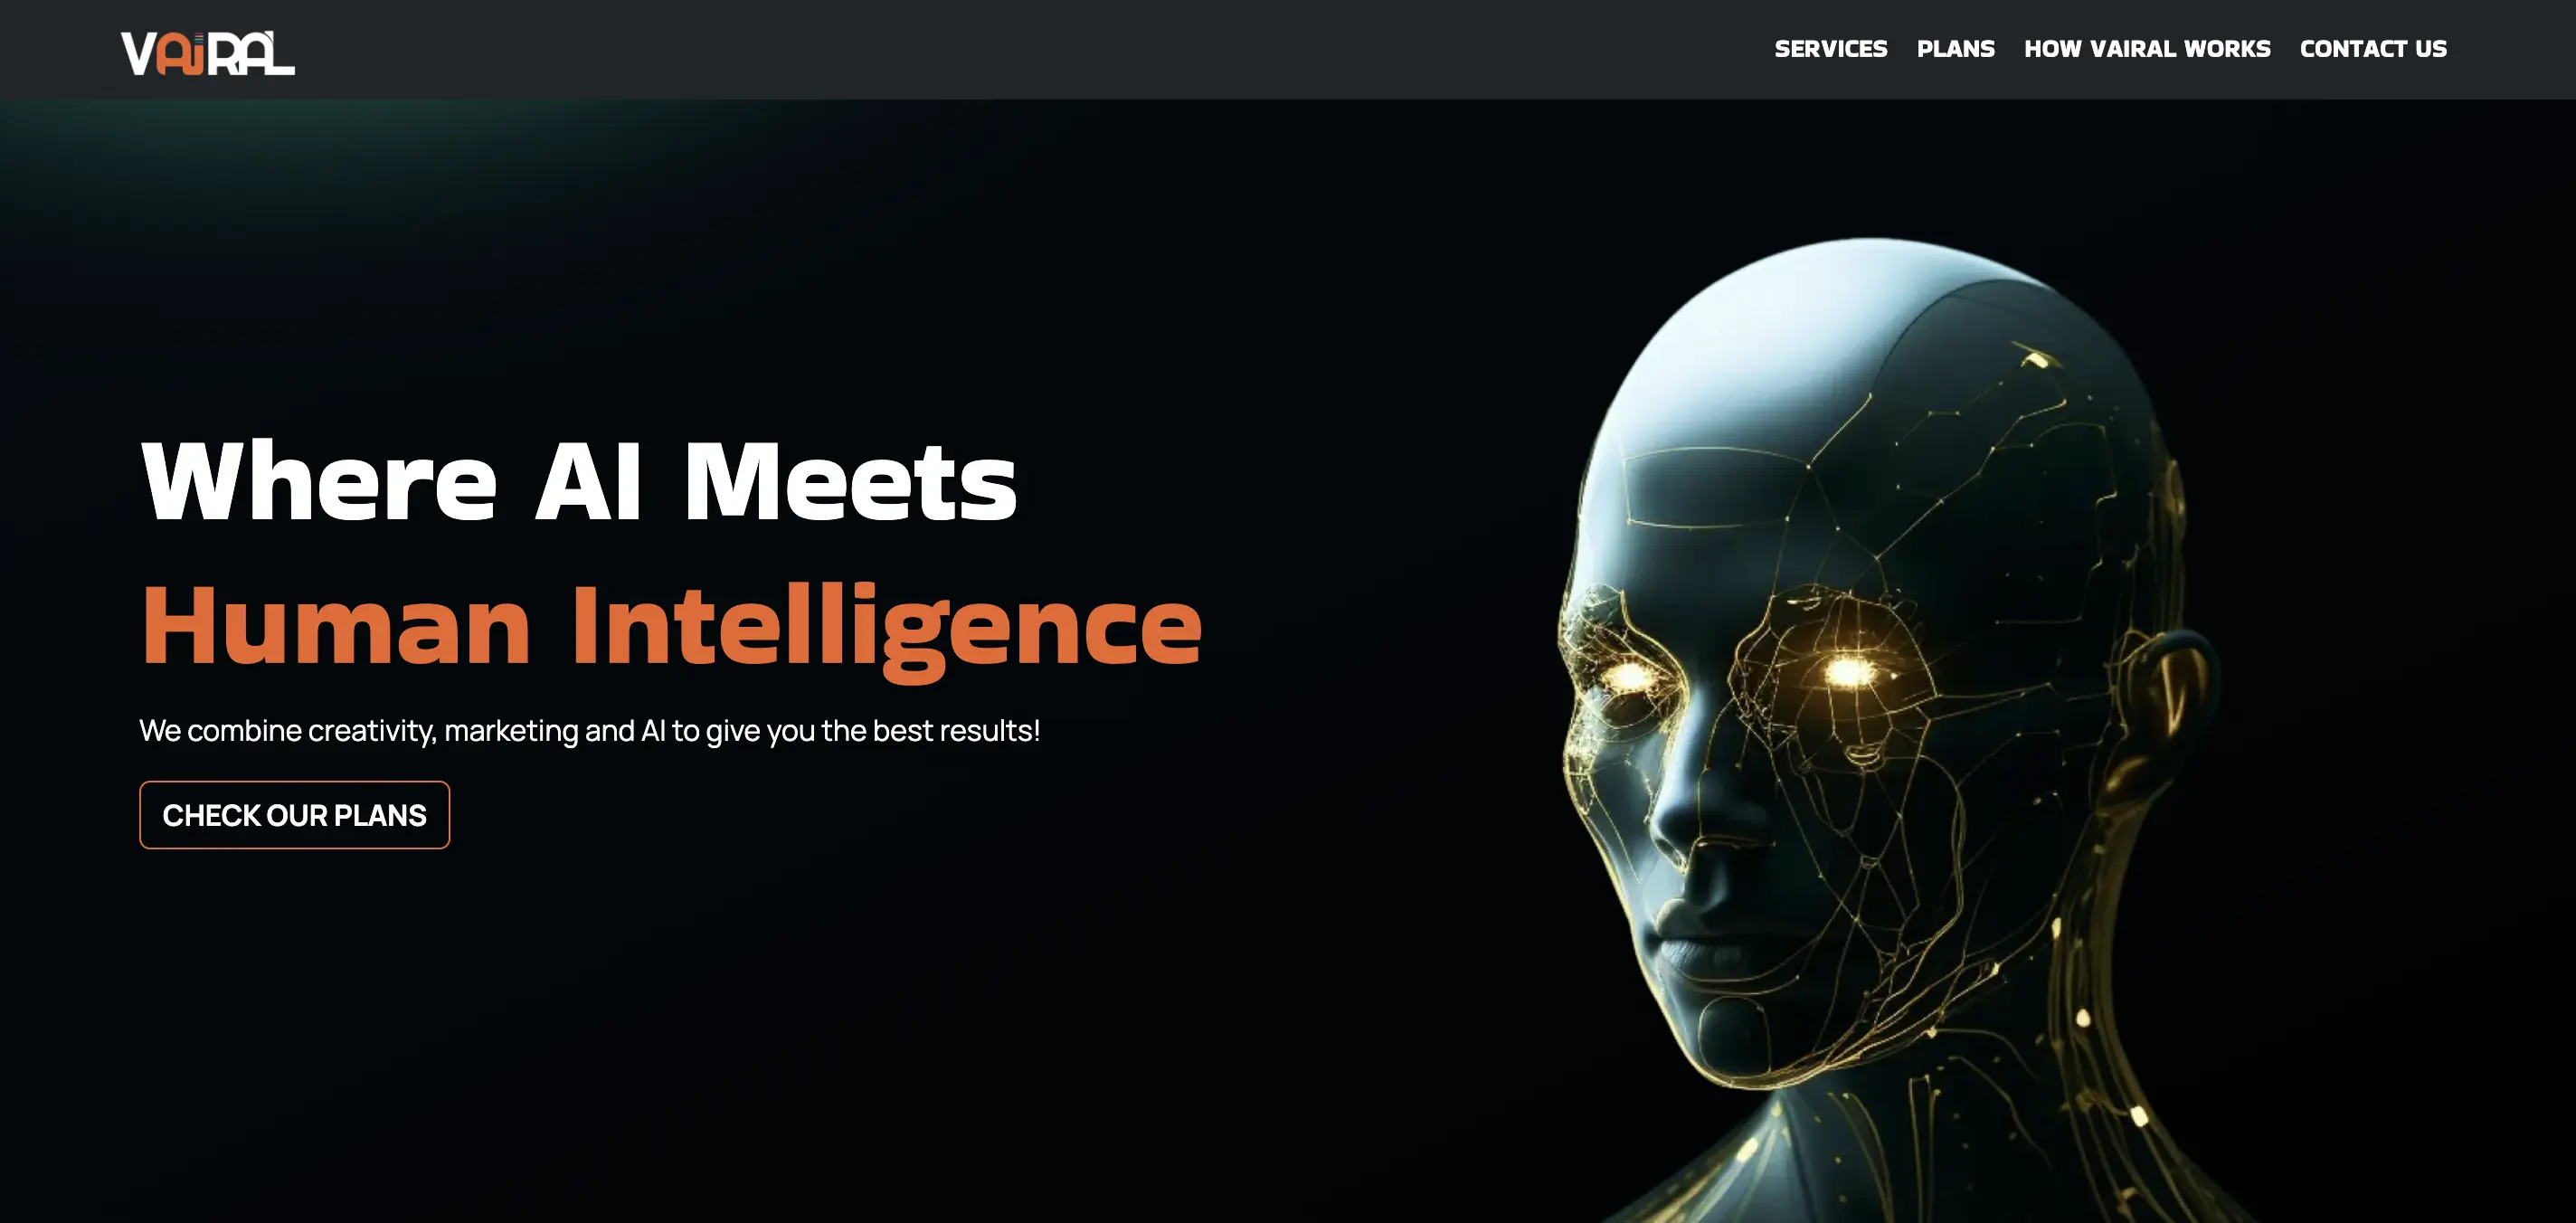 VAiRAL
SERVICES PLANS HOW VAIRAL WORKS CONTACT US
Where AI Meets
Human Intelligence
We combine creativity, marketing and AI to give you the best results!
CHECK OUR PLANS